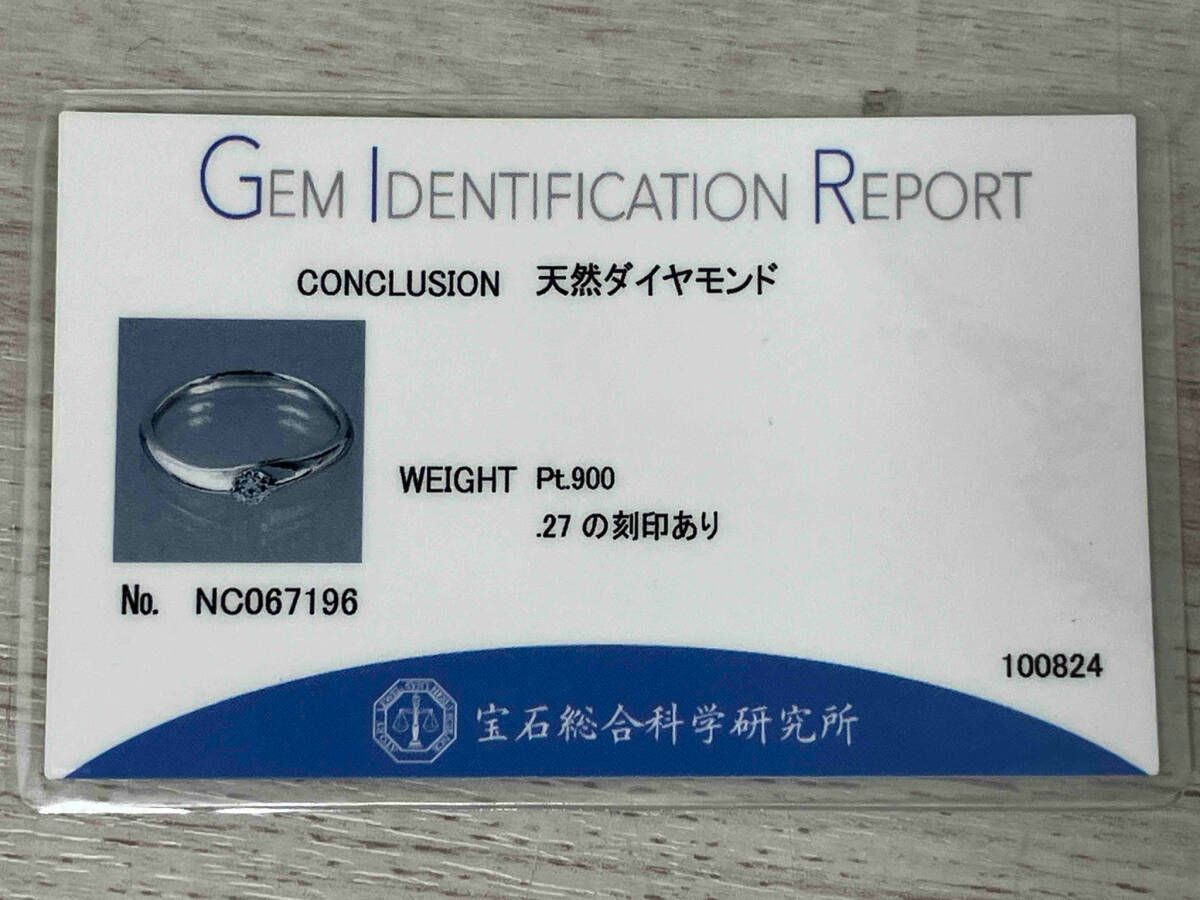 GEM IDENTIFICATION REPORT
CONCLUSION 天然ダイヤモンド
WEIGHT Pt.900
.27 の刻印あり
No. NC067196
100824
宝石総合科学研究所